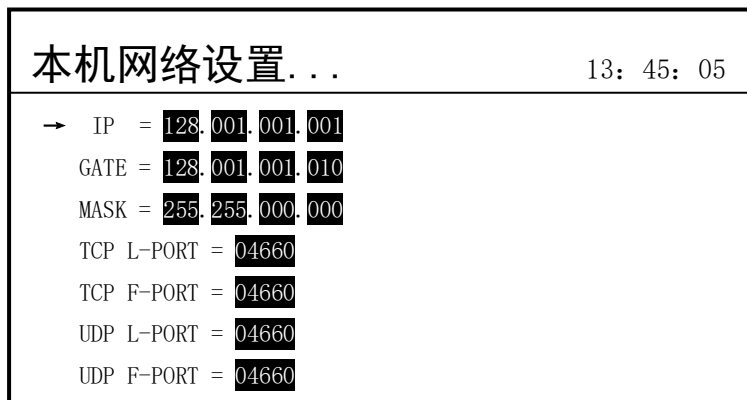 本机网络设置... 13：45：05
→ IP = 128.001.001.001
GATE = 128.001.001.010
MASK = 255.255.000.000
TCP L-PORT = 04660
TCP F-PORT = 04660
UDP L-PORT = 04660
UDP F-PORT = 04660